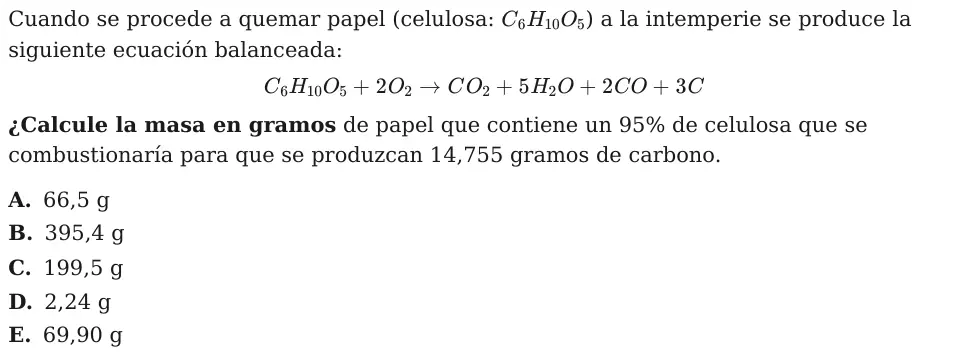 Cuando se procede a quemar papel (celulosa: C₆H₁₀O₅) a la intemperie se produce la
siguiente ecuación balanceada:
C₆H₁₀O₅ + 2O₂ → CO₂ + 5H₂O + 2CO + 3C
¿Calcule la masa en gramos de papel que contiene un 95% de celulosa que se
combustionaría para que se produzcan 14,755 gramos de carbono.
A. 66,5 g
B. 395,4 g
C. 199,5 g
D. 2,24 g
E. 69,90 g